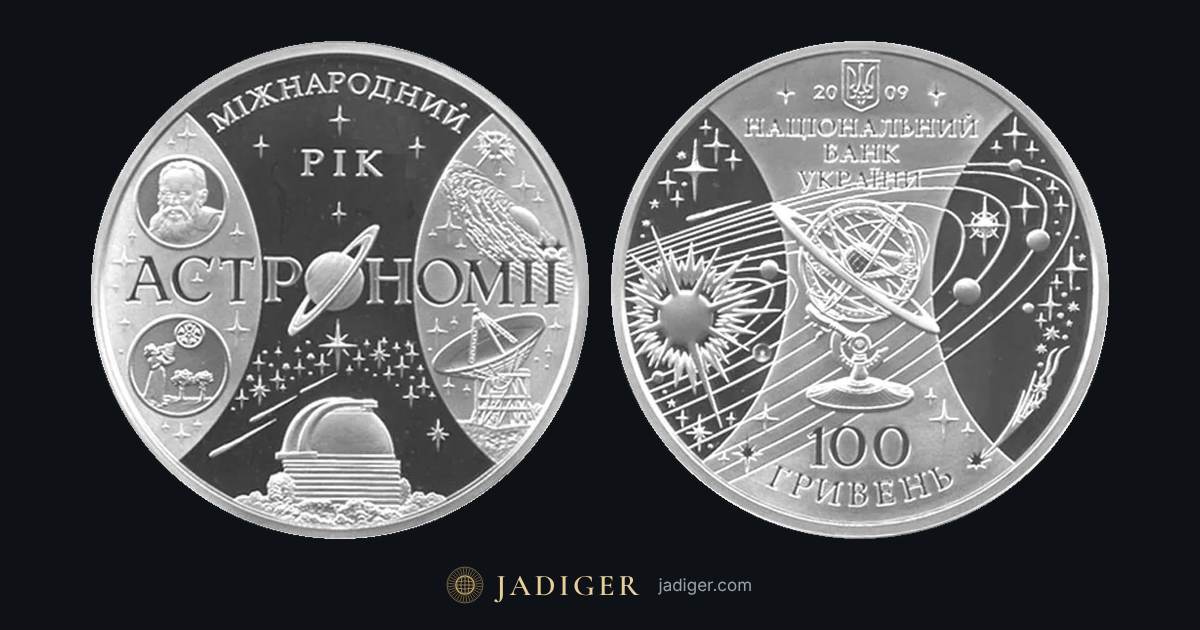 МІЖНАРОДНИЙ
РІК
АСТРОНОМІЇ
20 09
НАЦІОНАЛЬНИЙ
БАНК
УКРАЇНИ
100
ГРИВЕНЬ
JADIGER jadiger.com